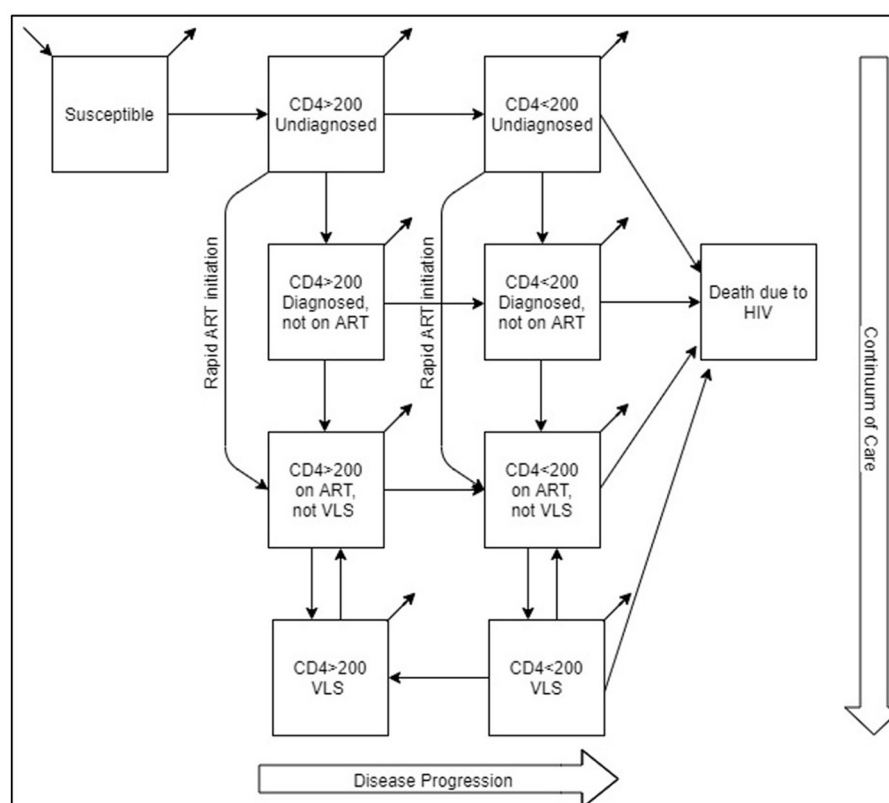 Susceptible
CD4>200
Undiagnosed
CD4<200
Undiagnosed
Rapid ART initiation
CD4>200
Diagnosed,
not on ART
Rapid ART initiation
CD4<200
Diagnosed,
not on ART
Death due to
HIV
CD4>200
on ART,
not VLS
CD4<200
on ART,
not VLS
CD4>200
VLS
CD4<200
VLS
Continuum of Care
Disease Progression